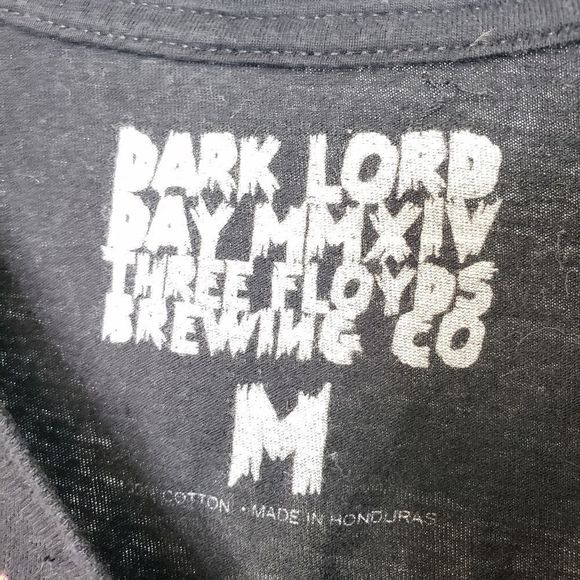 DARK LORD
DAY MMXIV
THREE FLOYDS
BREWING CO
M
COTTON • MADE IN HONDURAS